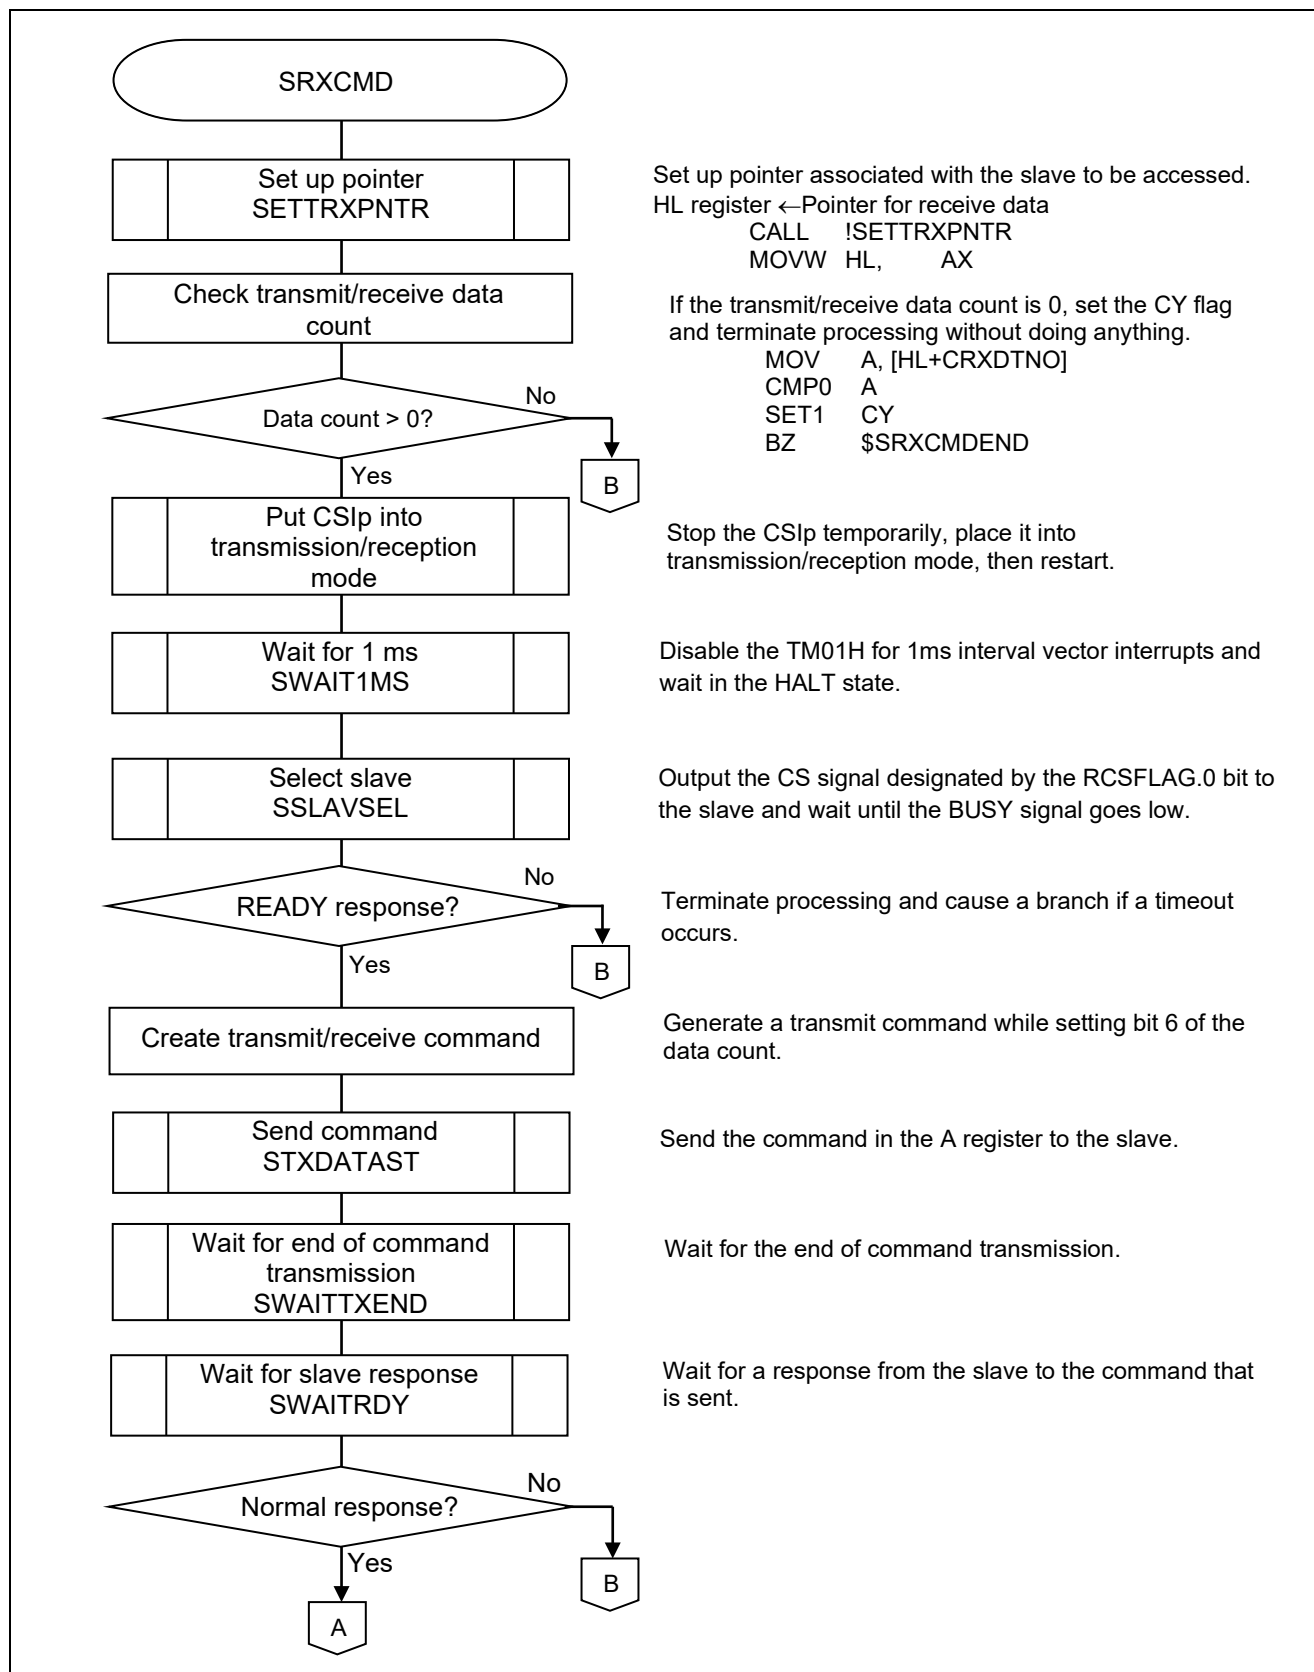 SRXCMD
Set up pointer
SETTRXPNTR
Set up pointer associated with the slave to be accessed.
HL register ←Pointer for receive data
CALL !SETTRXPNTR
MOVW HL, AX
Check transmit/receive data
count
If the transmit/receive data count is 0, set the CY flag
and terminate processing without doing anything.
MOV A, [HL+CRXDTNO]
CMP0 A
SET1 CY
BZ $SRXCMDEND
Data count > 0?
No
B
Yes
Put CSIp into
transmission/reception
mode
Stop the CSIp temporarily, place it into
transmission/reception mode, then restart.
Wait for 1 ms
SWAIT1MS
Disable the TM01H for 1ms interval vector interrupts and
wait in the HALT state.
Select slave
SSLAVSEL
Output the CS signal designated by the RCSFLAG.0 bit to
the slave and wait until the BUSY signal goes low.
READY response?
No
B
Yes
Terminate processing and cause a branch if a timeout
occurs.
Create transmit/receive command
Generate a transmit command while setting bit 6 of the
data count.
Send command
STXDATAST
Send the command in the A register to the slave.
Wait for end of command
transmission
SWAITTXEND
Wait for the end of command transmission.
Wait for slave response
SWAITRDY
Wait for a response from the slave to the command that
is sent.
Normal response?
No
B
Yes
A